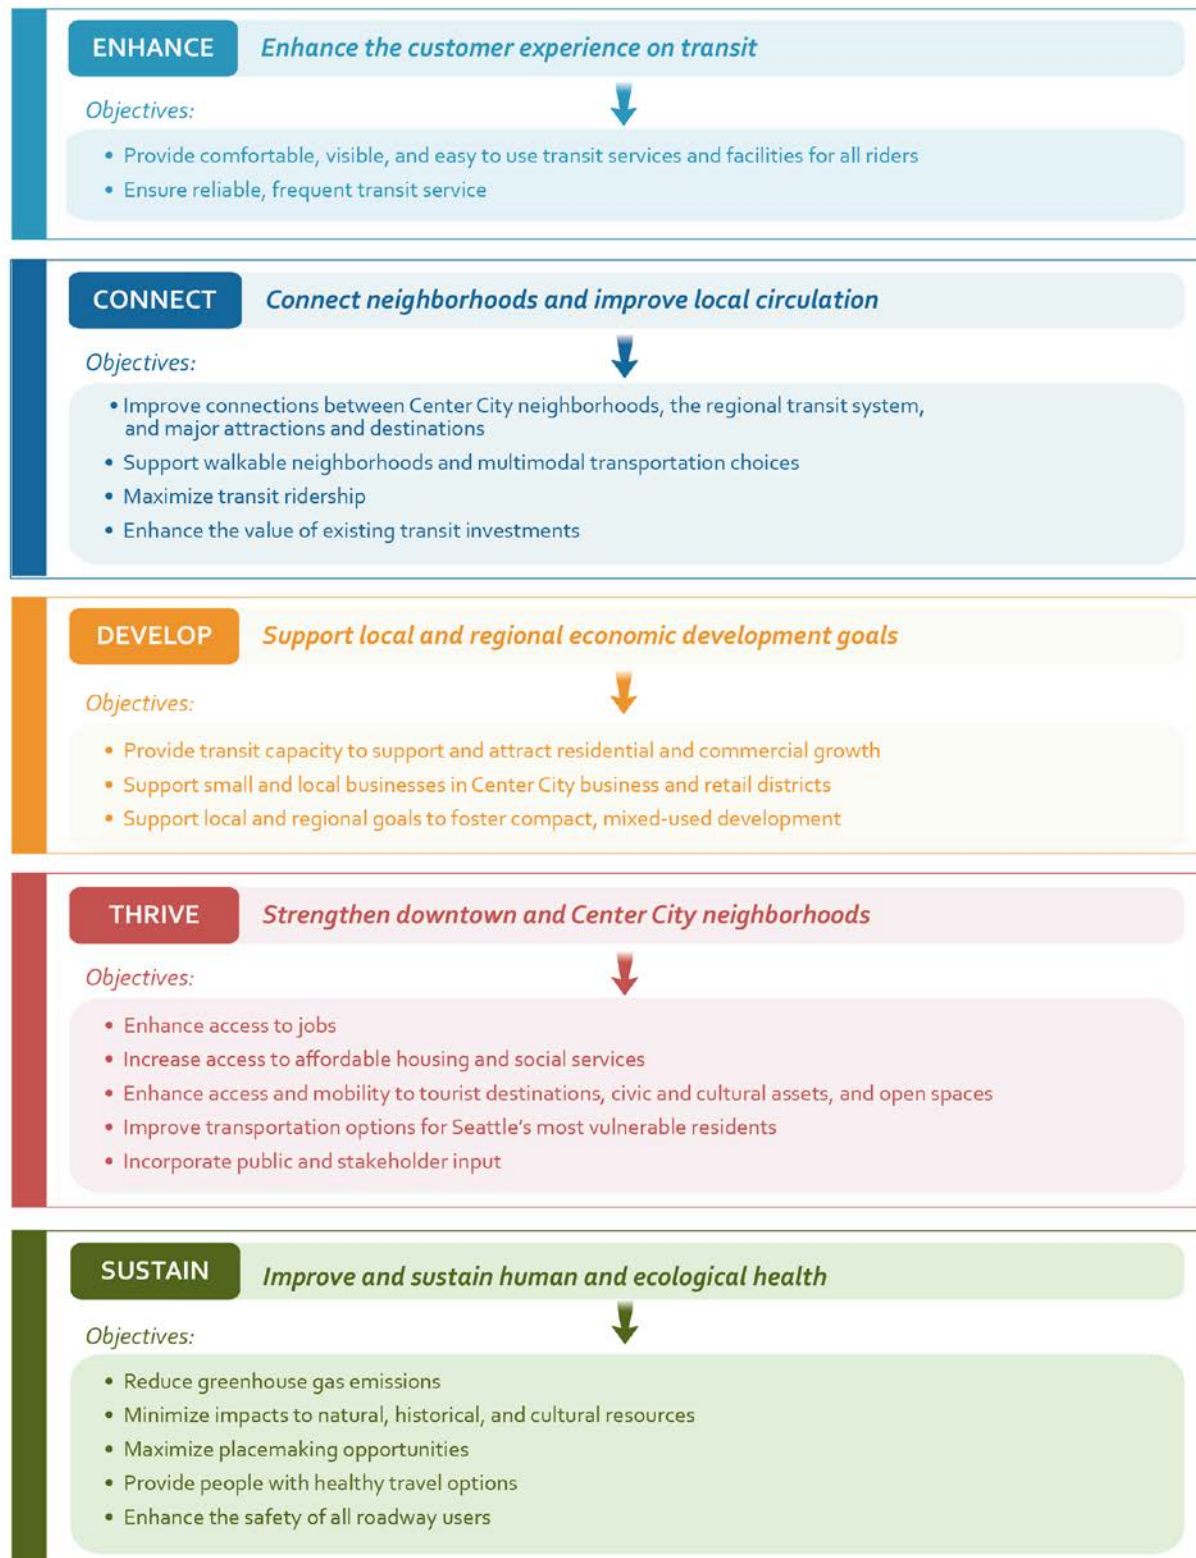 ENHANCE
Enhance the customer experience on transit
Objectives:
• Provide comfortable, visible, and easy to use transit services and facilities for all riders
• Ensure reliable, frequent transit service
CONNECT
Connect neighborhoods and improve local circulation
Objectives:
• Improve connections between Center City neighborhoods, the regional transit system,
and major attractions and destinations
• Support walkable neighborhoods and multimodal transportation choices
• Maximize transit ridership
• Enhance the value of existing transit investments
DEVELOP
Support local and regional economic development goals
Objectives:
• Provide transit capacity to support and attract residential and commercial growth
• Support small and local businesses in Center City business and retail districts
• Support local and regional goals to foster compact, mixed-used development
THRIVE
Strengthen downtown and Center City neighborhoods
Objectives:
• Enhance access to jobs
• Increase access to affordable housing and social services
• Enhance access and mobility to tourist destinations, civic and cultural assets, and open spaces
• Improve transportation options for Seattle's most vulnerable residents
• Incorporate public and stakeholder input
SUSTAIN
Improve and sustain human and ecological health
Objectives:
• Reduce greenhouse gas emissions
• Minimize impacts to natural, historical, and cultural resources
• Maximize placemaking opportunities
• Provide people with healthy travel options
• Enhance the safety of all roadway users